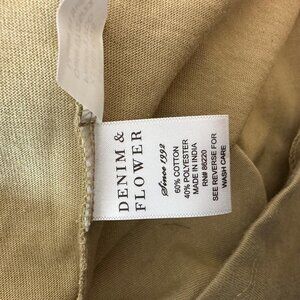 DENIM &
FLOWER
Since 1992
60% COTTON
40% POLYESTER
MADE IN INDIA
RN# 86220
SEE REVERSE FOR
WASH CARE